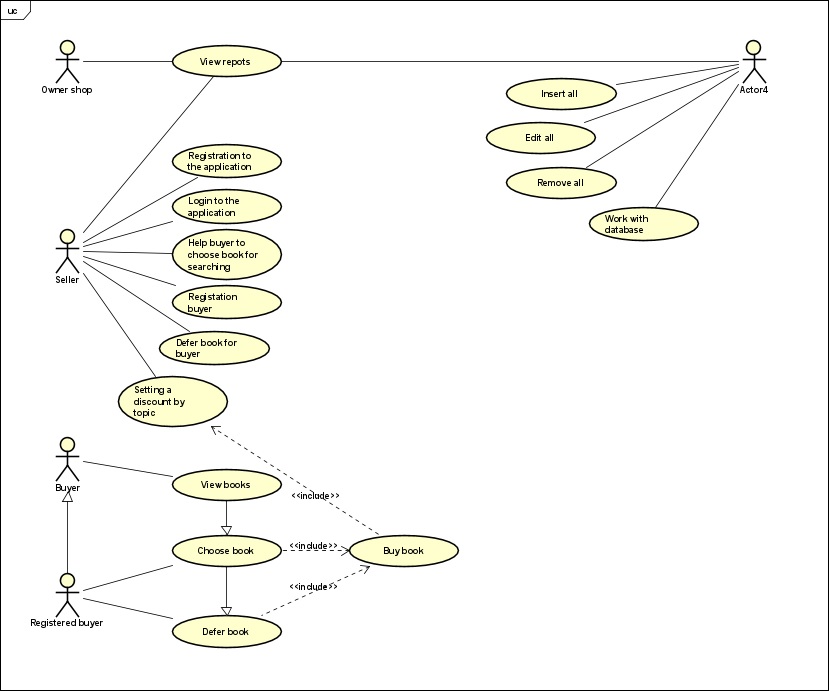 uc
View repots
Owner shop
Actor4
Insert all
Edit all
Remove all
Work with
database
Registration to
the application
Login to the
application
Help buyer to
choose book for
searching
Seller
Registation
buyer
Defer book for
buyer
Setting a
discount by
topic
Buyer
View books
<<include>>
Choose book
<<include>>
Buy book
<<include>>
Registered buyer
Defer book